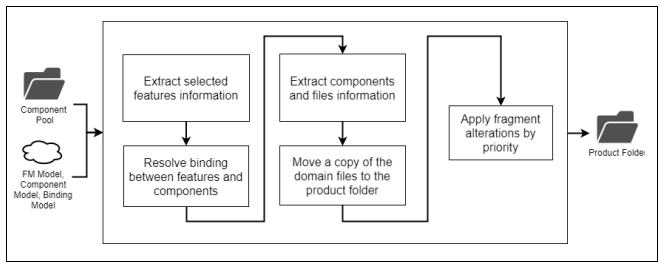 Component
Pool
FM Model,
Component
Model, Binding
Model
Extract selected
features information
Resolve binding
between features and
components
Extract components
and files information
Move a copy of the
domain files to the
product folder
Apply fragment
alterations by
priority
Product Folder